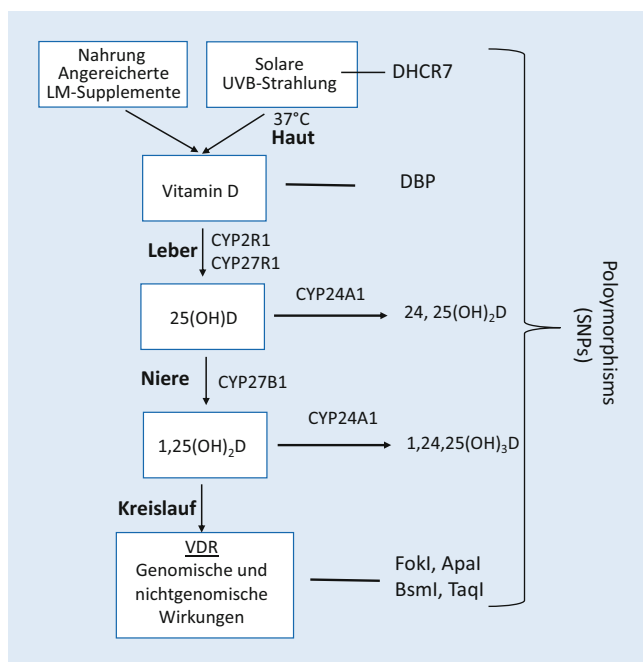 Nahrung
Angereicherte
LM-Supplemente
Solare
UVB-Strahlung
DHCR7
37°C
Haut
Vitamin D
DBP
Leber
CYP2R1
CYP27R1
25(OH)D
CYP24A1
24, 25(OH)₂D
Niere
CYP27B1
1,25(OH)₂D
CYP24A1
1,24,25(OH)₃D
Kreislauf
VDR
Genomische und
nichtgenomische
Wirkungen
FokI, ApaI
BsmI, TaqI
Poloymorphisms
(SNPs)